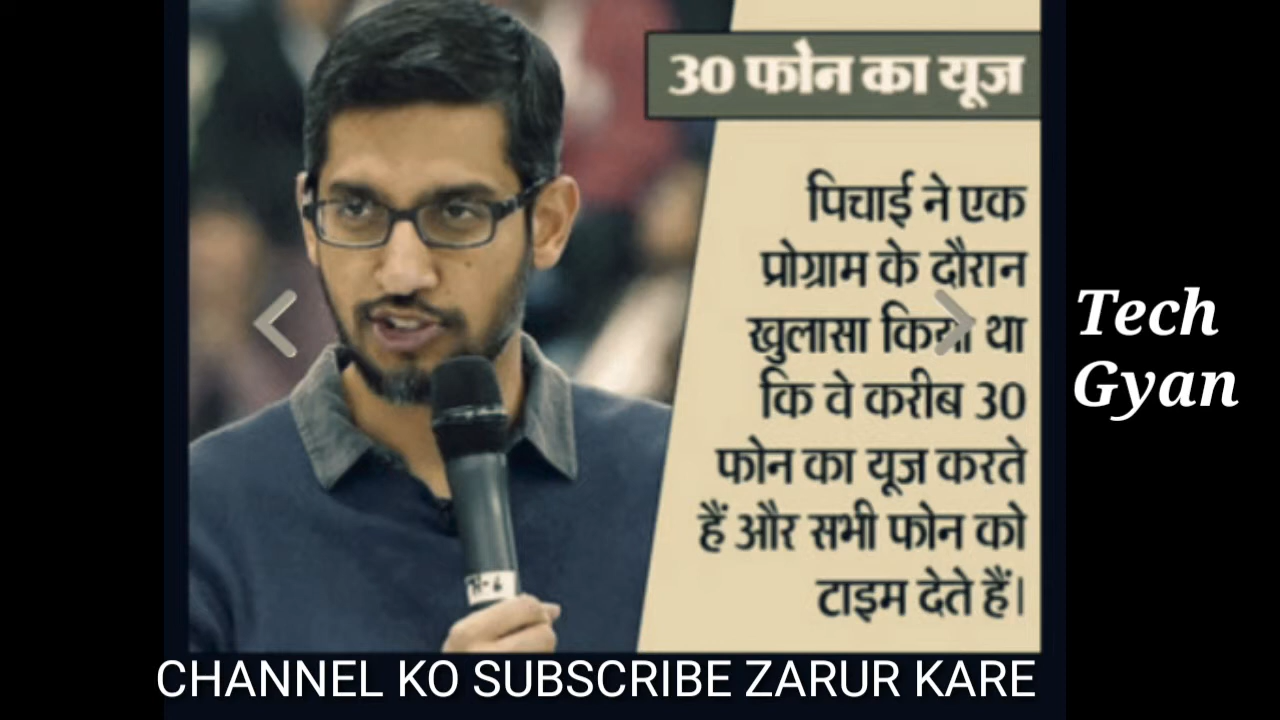 30 फोन का यूज
पिचाई ने एक
प्रोग्राम के दौरान
खुलासा किया था
कि वे करीब 30
फोन का यूज करते
हैं और सभी फोन को
टाइम देते हैं।
Tech
Gyan
CHANNEL KO SUBSCRIBE ZARUR KARE